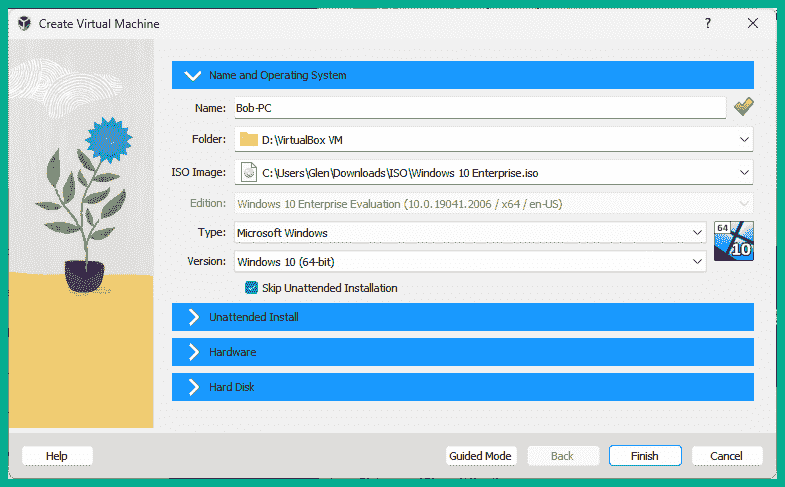 Create Virtual Machine ? 
Name and Operating System
Name: Bob-PC
Folder: D:\VirtualBox VM
ISO Image: C:\Users\Glen\Downloads\ISO\Windows 10 Enterprise.iso
Edition: Windows 10 Enterprise Evaluation (10.0.19041.2006 / x64 / en-US)
Type: Microsoft Windows 64
Version: Windows 10 (64-bit) 10
Skip Unattended Installation
Unattended Install
Hardware
Hard Disk
Help Guided Mode Back Finish Cancel